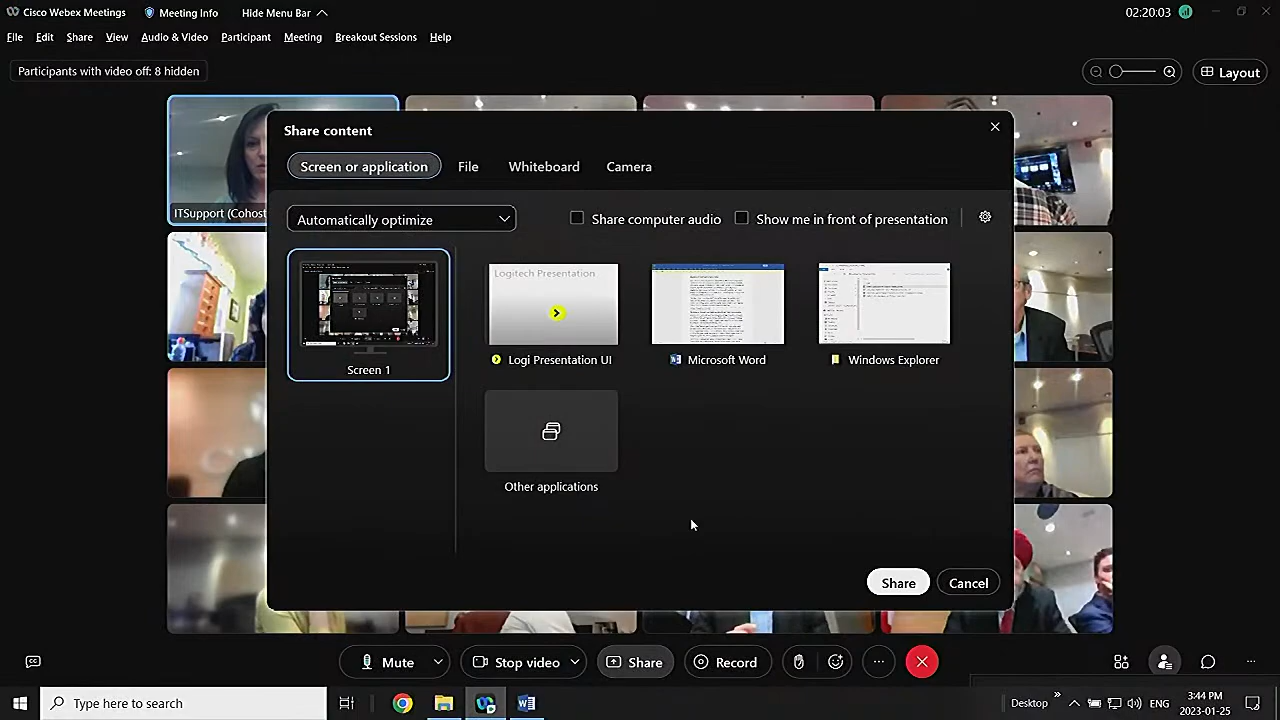 Cisco Webex Meetings Meeting Info Hide Menu Bar 02:20:03
File Edit Share View Audio & Video Participant Meeting Breakout Sessions Help
Participants with video off: 8 hidden
Layout
Share content
Screen or application File Whiteboard Camera
ITSupport (Cohost
Automatically optimize Share computer audio Show me in front of presentation
Logitech Presentation
Logi Presentation UI Microsoft Word Windows Explorer
Screen 1
Other applications
Share Cancel
Mute Stop video Share Record
Type here to search Desktop ENG
3:44 PM
2023-01-25